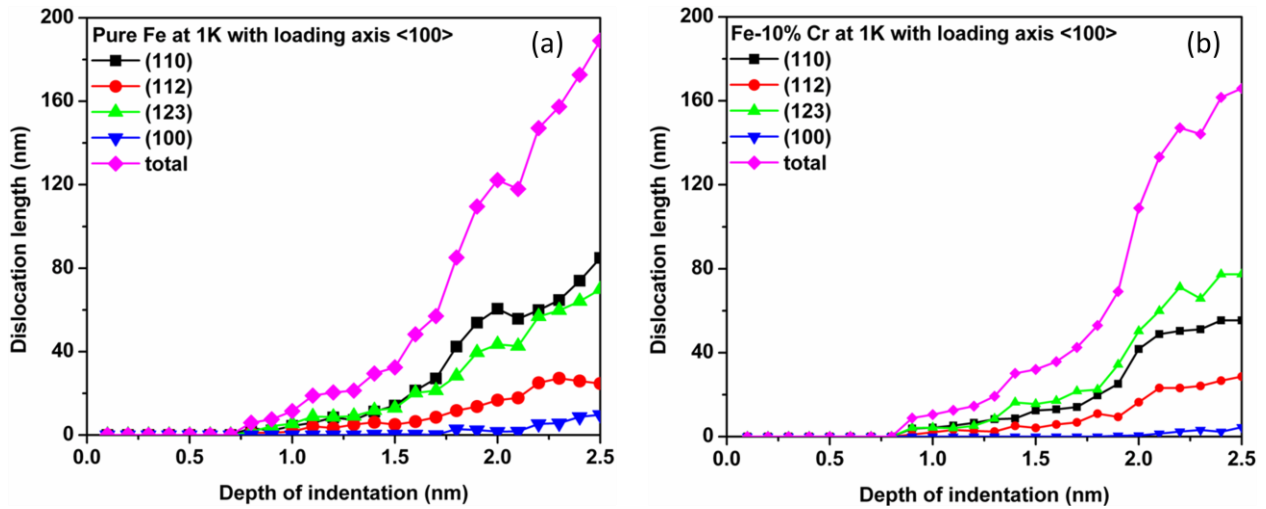 200
160
120
80
40
0
Dislocation length (nm)
Pure Fe at 1K with loading axis <100>
(a)
(110)
(112)
(123)
(100)
total
0.0 0.5 1.0 1.5 2.0 2.5
Depth of indentation (nm)
200
160
120
80
40
0
Dislocation length (nm)
Fe-10% Cr at 1K with loading axis <100>
(b)
(110)
(112)
(123)
(100)
total
0.0 0.5 1.0 1.5 2.0 2.5
Depth of indentation (nm)